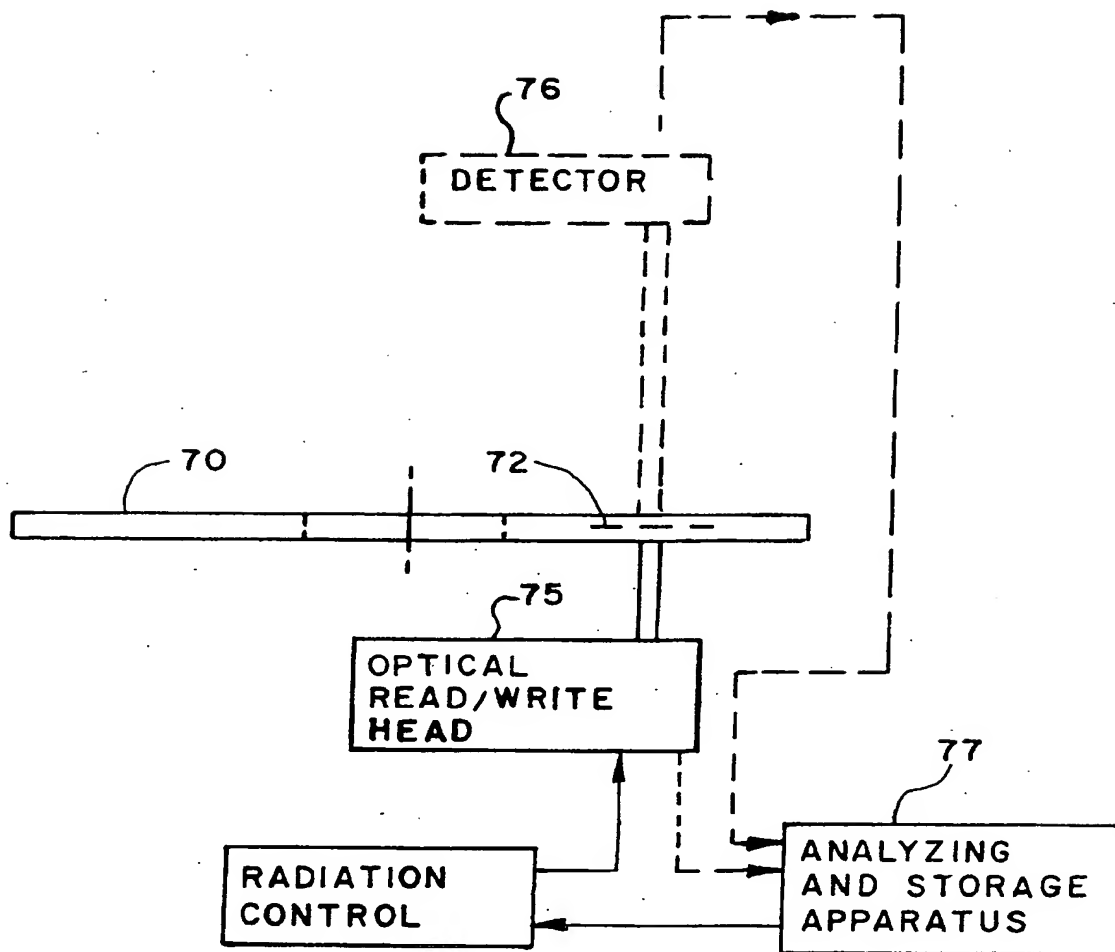 76
DETECTOR
70
72
75
OPTICAL
READ/WRITE
HEAD
77
RADIATION
CONTROL
ANALYZING
AND STORAGE
APPARATUS